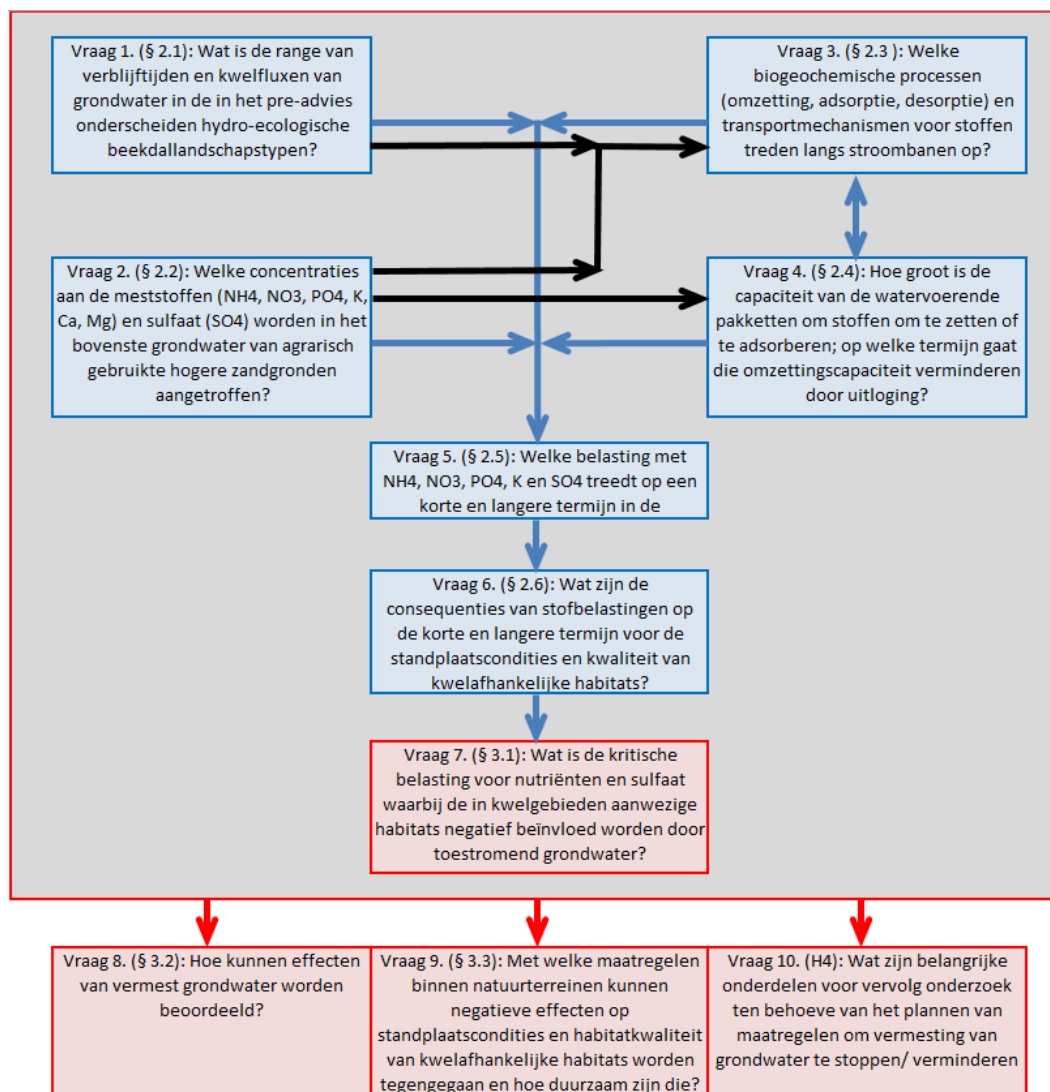 Vraag 1. (§ 2.1): Wat is de range van
verblijftijden en kwelfluxen van
grondwater in de in het pre-advies
onderscheiden hydro-ecologische
beekdallandschapstypen?
Vraag 3. (§ 2.3 ): Welke
biogeochemische processen
(omzetting, adsorptie, desorptie) en
transportmechanismen voor stoffen
treden langs stroombanen op?
Vraag 2. (§ 2.2): Welke concentraties
aan de meststoffen (NH4, NO3, PO4, K,
Ca, Mg) en sulfaat (SO4) worden in het
bovenste grondwater van agrarisch
gebruikte hogere zandgronden
aangetroffen?
Vraag 4. (§ 2.4): Hoe groot is de
capaciteit van de watervoerende
pakketten om stoffen om te zetten of
te adsorberen; op welke termijn gaat
die omzettingscapaciteit verminderen
door uitloging?
Vraag 5. (§ 2.5): Welke belasting met
NH4, NO3, PO4, K en SO4 treedt op een
korte en langere termijn in de
Vraag 6. (§ 2.6): Wat zijn de
consequenties van stofbelastingen op
de korte en langere termijn voor de
standplaatscondities en kwaliteit van
kwelafhankelijke habitats?
Vraag 7. (§ 3.1): Wat is de kritische
belasting voor nutriënten en sulfaat
waarbij de in kwelgebieden aanwezige
habitats negatief beïnvloed worden door
toestromend grondwater?
Vraag 8. (§ 3.2): Hoe kunnen effecten
van vermest grondwater worden
beoordeeld?
Vraag 9. (§ 3.3): Met welke maatregelen
binnen natuurterreinen kunnen
negatieve effecten op
standplaatscondities en habitatkwaliteit
van kwelafhankelijke habitats worden
tegengegaan en hoe duurzaam zijn die?
Vraag 10. (H4): Wat zijn belangrijke
onderdelen voor vervolg onderzoek
ten behoeve van het plannen van
maatregelen om vermesting van
grondwater te stoppen/ verminderen